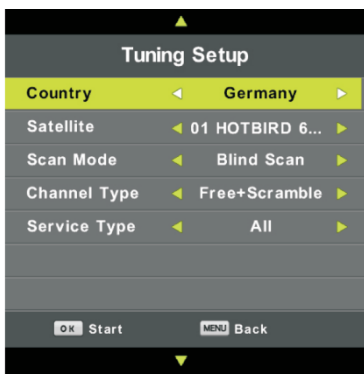 Tuning Setup
Country Germany
Satellite 01 HOTBIRD 6...
Scan Mode Blind Scan
Channel Type Free+Scramble
Service Type All
OK Start MENU Back